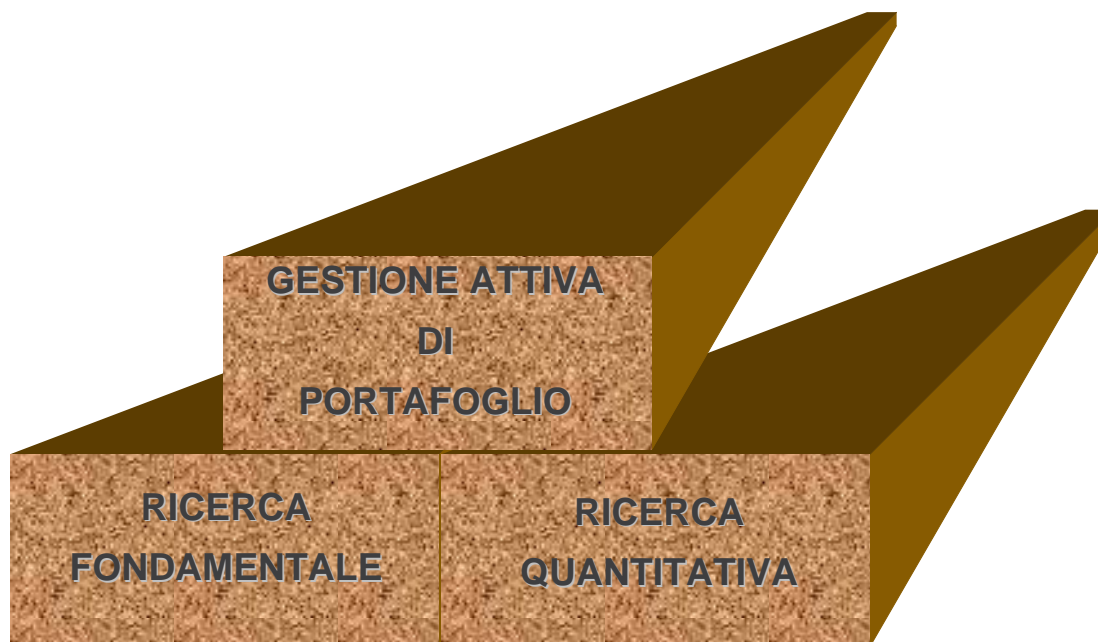 GESTIONE ATTIVA
DI
PORTAFOGLIO
RICERCA
FONDAMENTALE
RICERCA
QUANTITATIVA